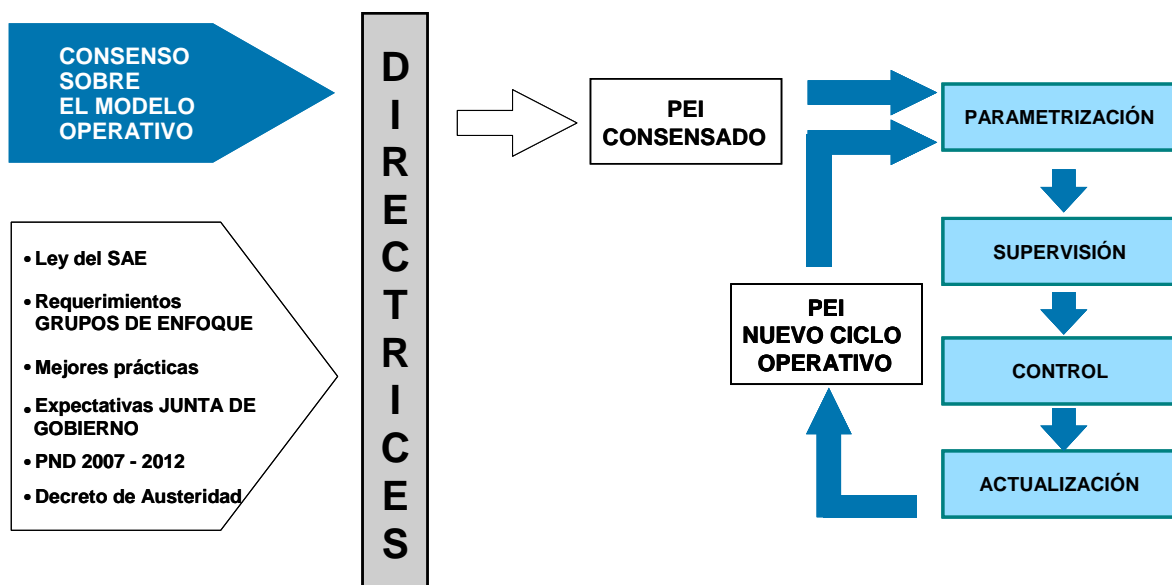 CONSENSO
SOBRE
EL MODELO
OPERATIVO
• Ley del SAE
• Requerimientos
GRUPOS DE ENFOQUE
• Mejores prácticas
• Expectativas JUNTA DE
GOBIERNO
• PND 2007 - 2012
• Decreto de Austeridad
DIRECTRICES
PEI
CONSENSADO
PEI
NUEVO CICLO
OPERATIVO
PARAMETRIZACIÓN
SUPERVISIÓN
CONTROL
ACTUALIZACIÓN